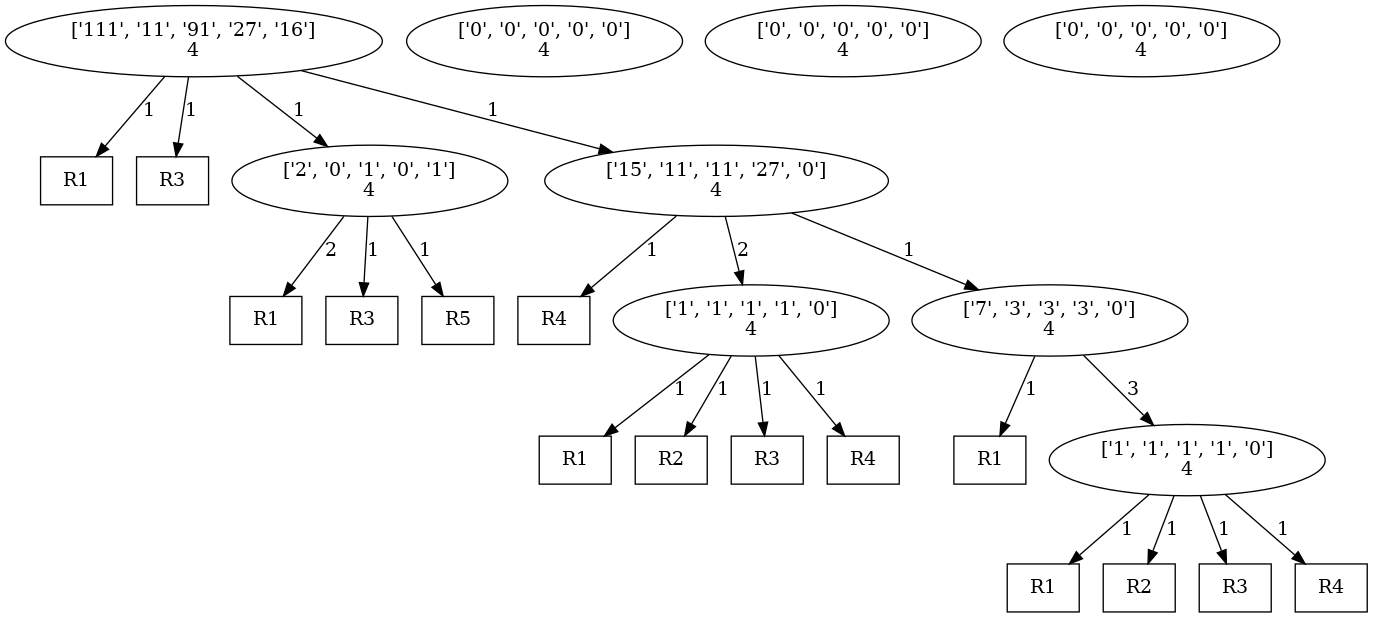 ['111', '11', '91', '27', '16']
4
['0', '0', '0', '0', '0']
4
['0', '0', '0', '0', '0']
4
['0', '0', '0', '0', '0']
4
1
1
1
1
R1
R3
['2', '0', '1', '0', '1']
4
['15', '11', '11', '27', '0']
4
2
1
1
1
2
1
R1
R3
R5
R4
['1', '1', '1', '1', '0']
4
['7', '3', '3', '3', '0']
4
1
1
1
1
1
3
R1
R2
R3
R4
R1
['1', '1', '1', '1', '0']
4
1
1
1
1
R1
R2
R3
R4